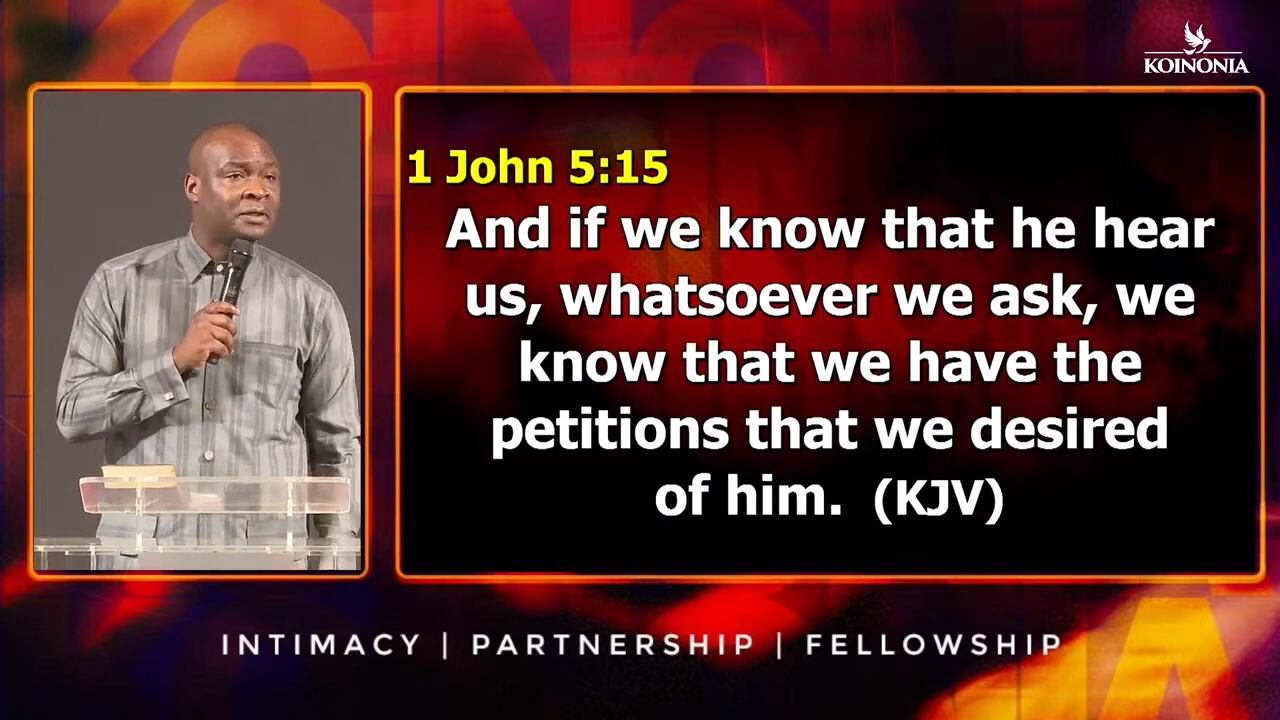 KOINONIA
1 John 5:15
And if we know that he hear
us, whatsoever we ask, we
know that we have the
petitions that we desired
of him. (KJV)
INTIMACY | PARTNERSHIP | FELLOWSHIP